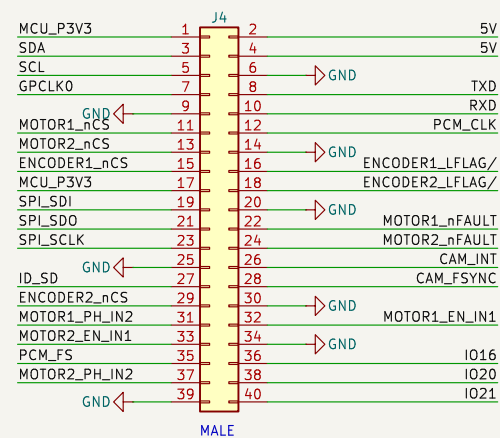 J4
MCU_P3V3 1 2 5V
SDA 3 4 5V
SCL 5 6 GND
GPCLK0 7 8 TXD
GND 9 10 RXD
MOTOR1_nCS 11 12 PCM_CLK
MOTOR2_nCS 13 14 GND
ENCODER1_nCS 15 16 ENCODER1_LFLAG/
MCU_P3V3 17 18 ENCODER2_LFLAG/
SPI_SDI 19 20 GND
SPI_SDO 21 22 MOTOR1_nFAULT
SPI_SCLK 23 24 MOTOR2_nFAULT
GND 25 26 CAM_INT
ID_SD 27 28 CAM_FSYNC
ENCODER2_nCS 29 30 GND
MOTOR1_PH_IN2 31 32 MOTOR1_EN_IN1
MOTOR2_EN_IN1 33 34 GND
PCM_FS 35 36 IO16
MOTOR2_PH_IN2 37 38 IO20
GND 39 40 IO21
MALE